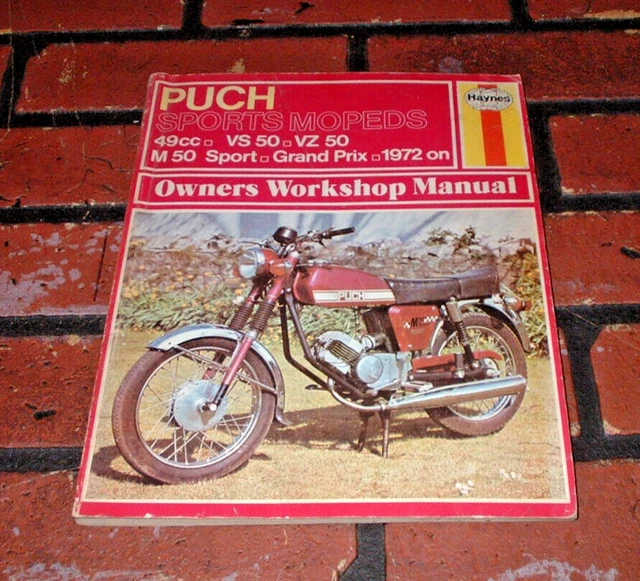 PUCH
SPORTS MOPEDS
49cc VS 50 VZ 50
M 50 Sport Grand Prix 1972 on
Haynes
Owners Workshop Manual
PUCH